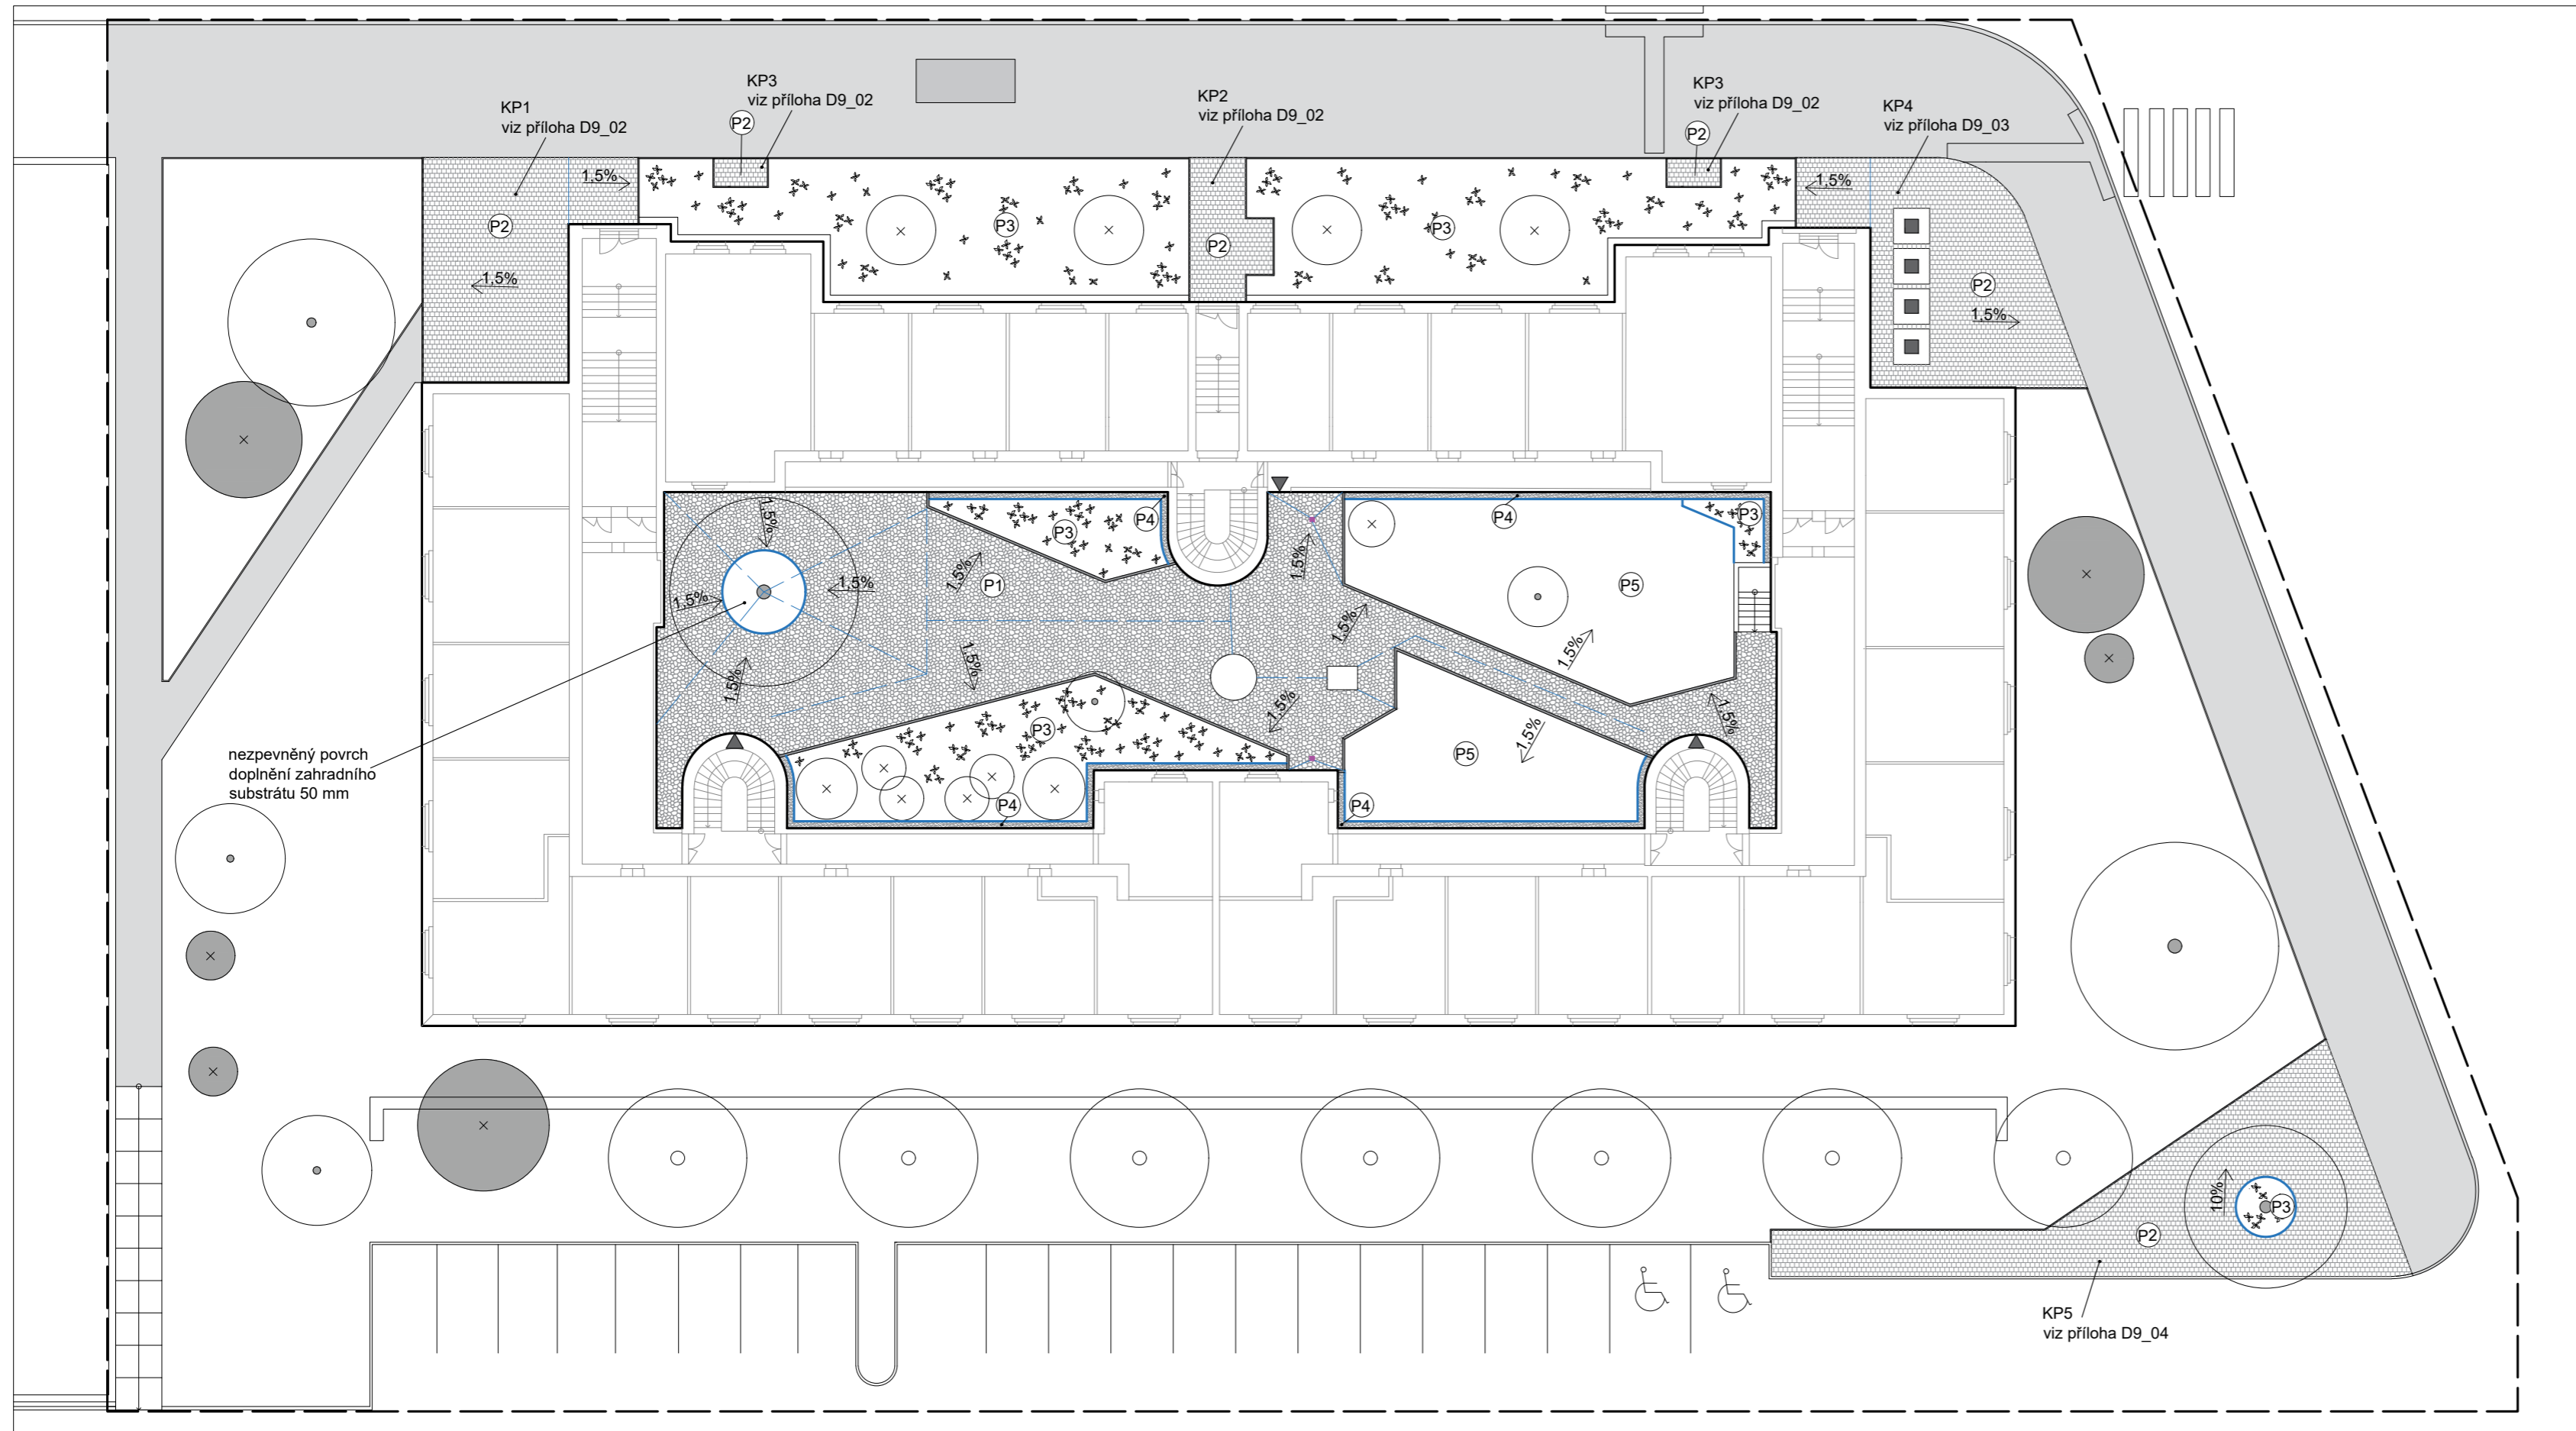 KP3
viz příloha D9_02
KP3
viz příloha D9_02
KP2
viz příloha D9_02
KP1
viz příloha D9_02
KP4
viz příloha D9_03
P2
P2
1,5%
1,5%
P2
P3
P2
P3
1,5%
P2
1,5%
P4
P4
P3
P3
P4
1,5%
1,5%
1,5%
1,5%
P1
1,5%
P5
1,5%
1,5%
1,5%
1,5%
1,5%
1,5%
1,5%
P3
1,5%
P5
P4
P4
nezpevněný povrch
doplnění zahradního
substrátu 50 mm
10%
P3
P2
KP5
viz příloha D9_04